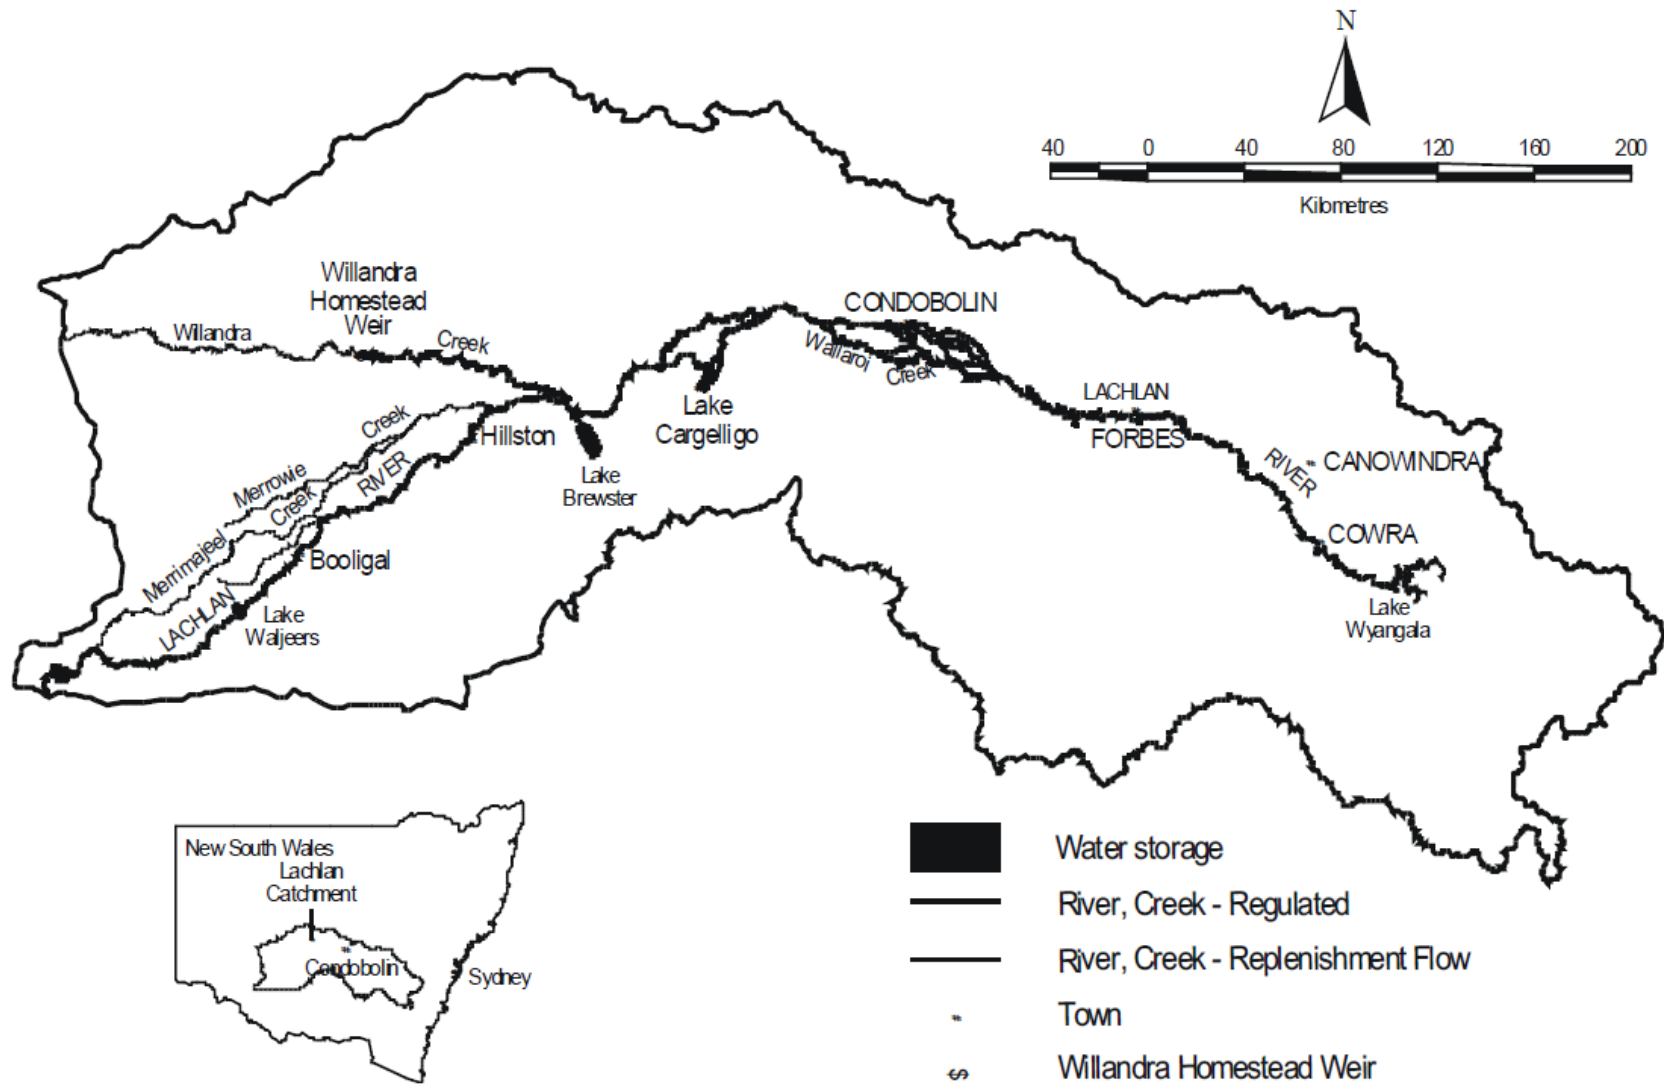 N
40 0 40 80 120 160 200
Kilometres
Willandra
Homestead
Weir
Willandra
Creek
CONDOBOLIN
Wallaroi
Creek
LACHLAN
FORBES
RIVER
CANOWINDRA
COWRA
Lake
Wyangala
Lake
Cargelligo
Lake
Brewster
Hillston
Creek
Merrowie
RIVER
Creek
Merrimajeel
Booligal
LACHLAN
Lake
Waljeers
New South Wales
Lachlan
Catchment
Condobolin
Sydney
Water storage
River, Creek - Regulated
River, Creek - Replenishment Flow
Town
Willandra Homestead Weir